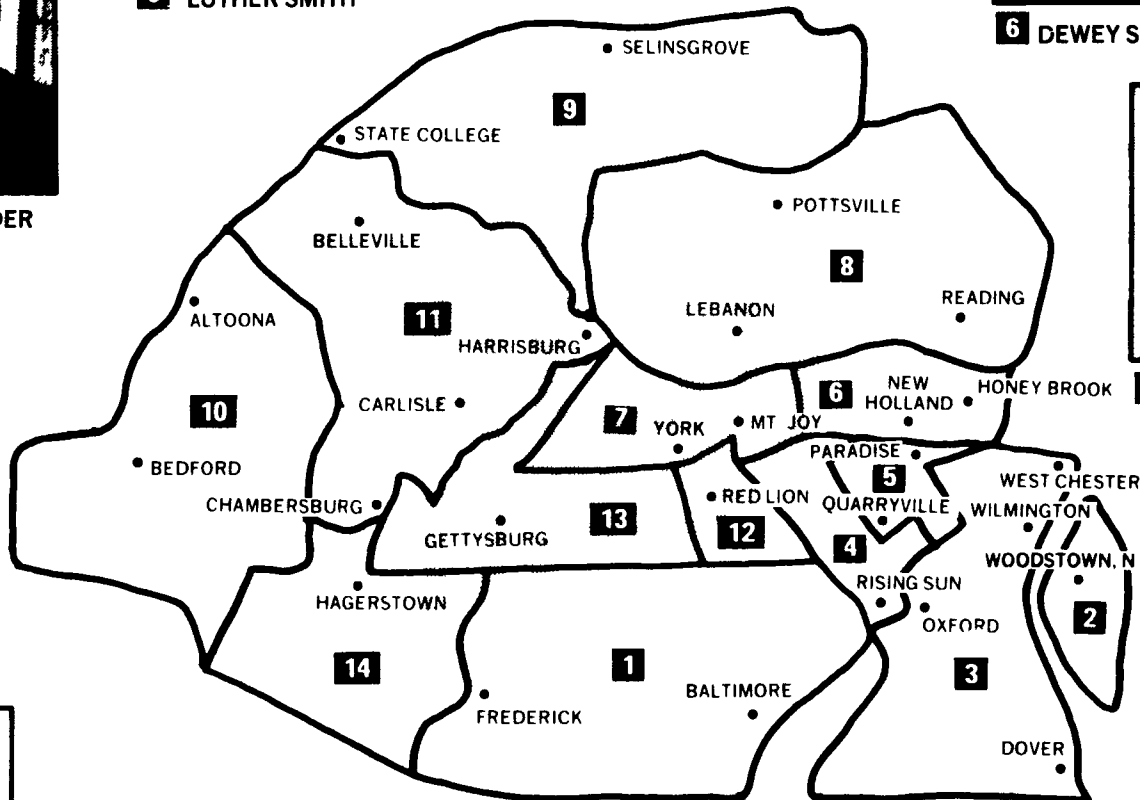 LUTHER SMITH
6 DEWEY S
SELINSGROVE
9
STATE COLLEGE
DER
POTTSVILLE
BELLEVILLE
8
ALTOONA
11
LEBANON
READING
HARRISBURG
10
CARLISLE
7
YORK
MT JOY
6
NEW
HOLLAND
HONEY BROOK
BEDFORD
PARADISE
5
WEST CHESTER
CHAMBERSBURG
RED LION
QUARRYVILLE
WILMINGTON
GETTYSBURG
13
12
4
WOODSTOWN, N
HAGERSTOWN
RISING SUN
OXFORD
2
14
1
3
BALTIMORE
FREDERICK
DOVER